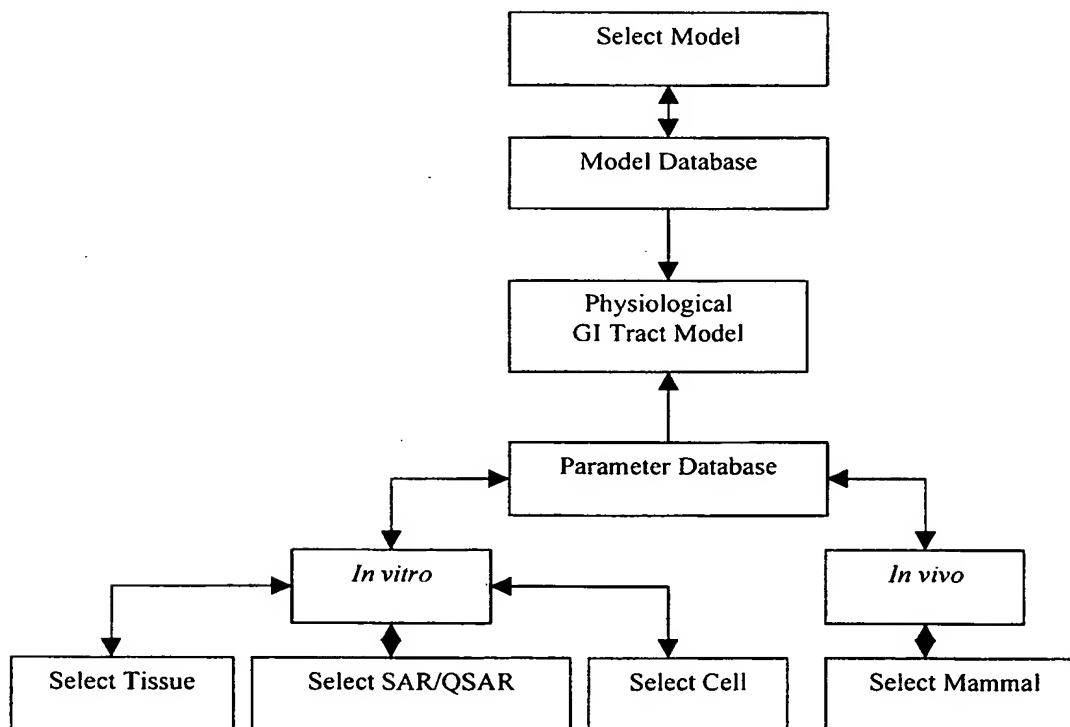 Select Model
Model Database
Physiological
GI Tract Model
Parameter Database
In vitro
In vivo
Select Tissue
Select SAR/QSAR
Select Cell
Select Mammal